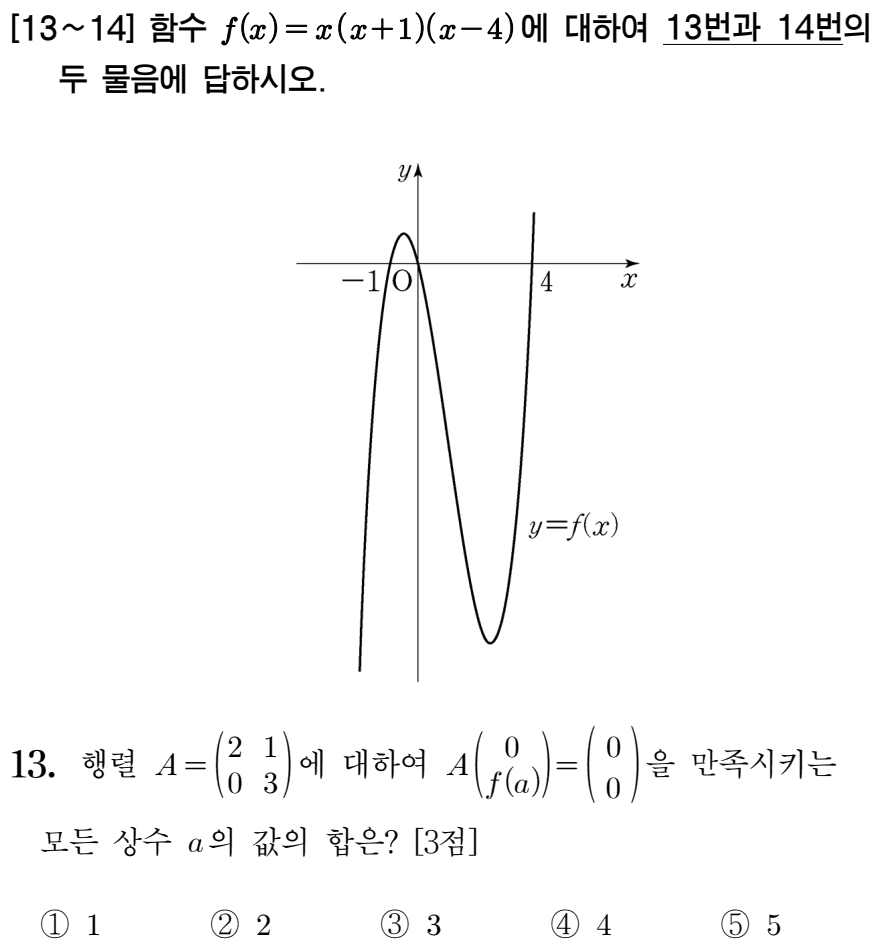 [13~14] 함수 f(x)=x(x+1)(x-4)에 대하여 13번과 14번의
두 물음에 답하시오.
y
-1 O 4 x
y=f(x)
13. 행렬 A=(2 1; 0 3)에 대하여 A(0; f(a))=(0; 0)을 만족시키는
모든 상수 a의 값의 합은? [3점]
① 1 ② 2 ③ 3 ④ 4 ⑤ 5